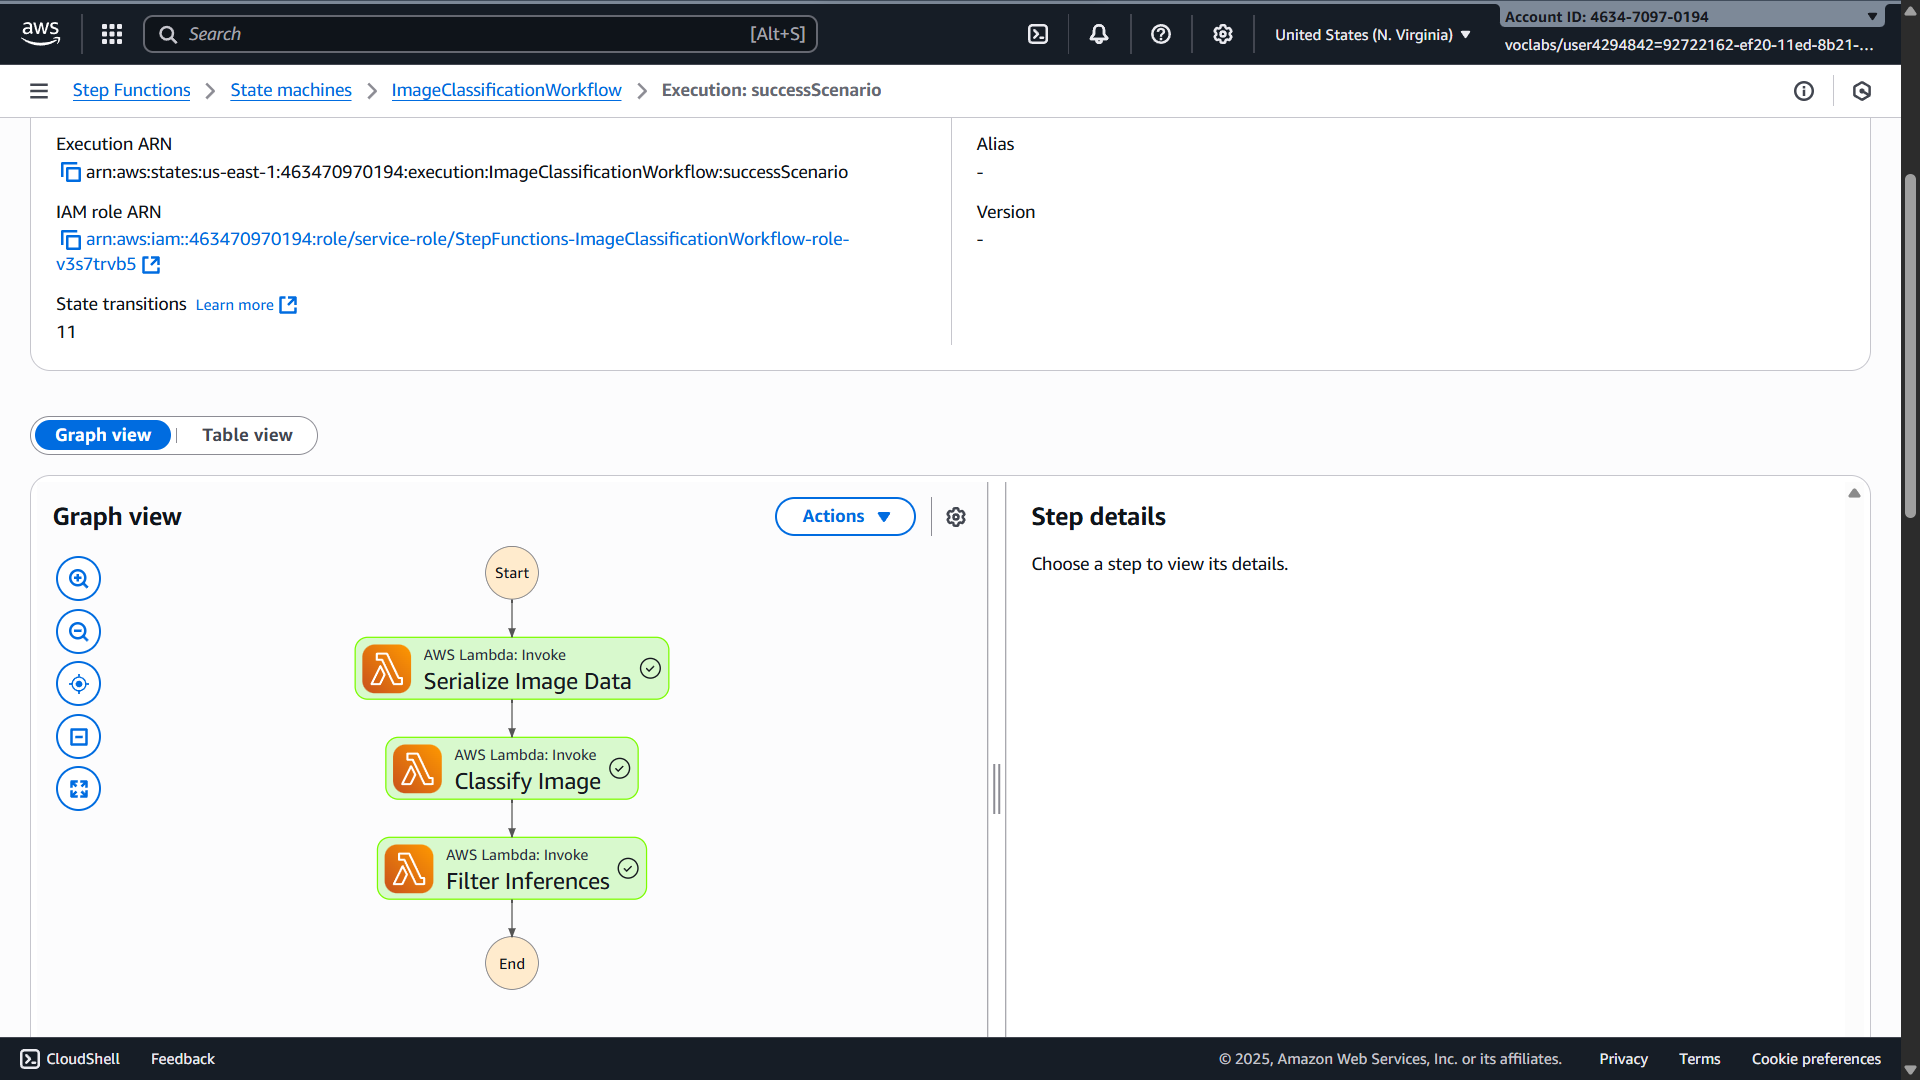 aws
Search
[Alt+S]
United States (N. Virginia)
Account ID: 4634-7097-0194
voclabs/user4294842=92722162-ef20-11ed-8b21-...
Step Functions
State machines
ImageClassificationWorkflow
Execution: successScenario
Execution ARN
arn:aws:states:us-east-1:463470970194:execution:ImageClassificationWorkflow:successScenario
IAM role ARN
arn:aws:iam::463470970194:role/service-role/StepFunctions-ImageClassificationWorkflow-role-
v3s7trvb5
State transitions Learn more
11
Alias
-
Version
-
Graph view
Table view
Graph view
Actions
Start
AWS Lambda: Invoke
Serialize Image Data
AWS Lambda: Invoke
Classify Image
AWS Lambda: Invoke
Filter Inferences
End
Step details
Choose a step to view its details.
CloudShell
Feedback
© 2025, Amazon Web Services, Inc. or its affiliates.
Privacy
Terms
Cookie preferences